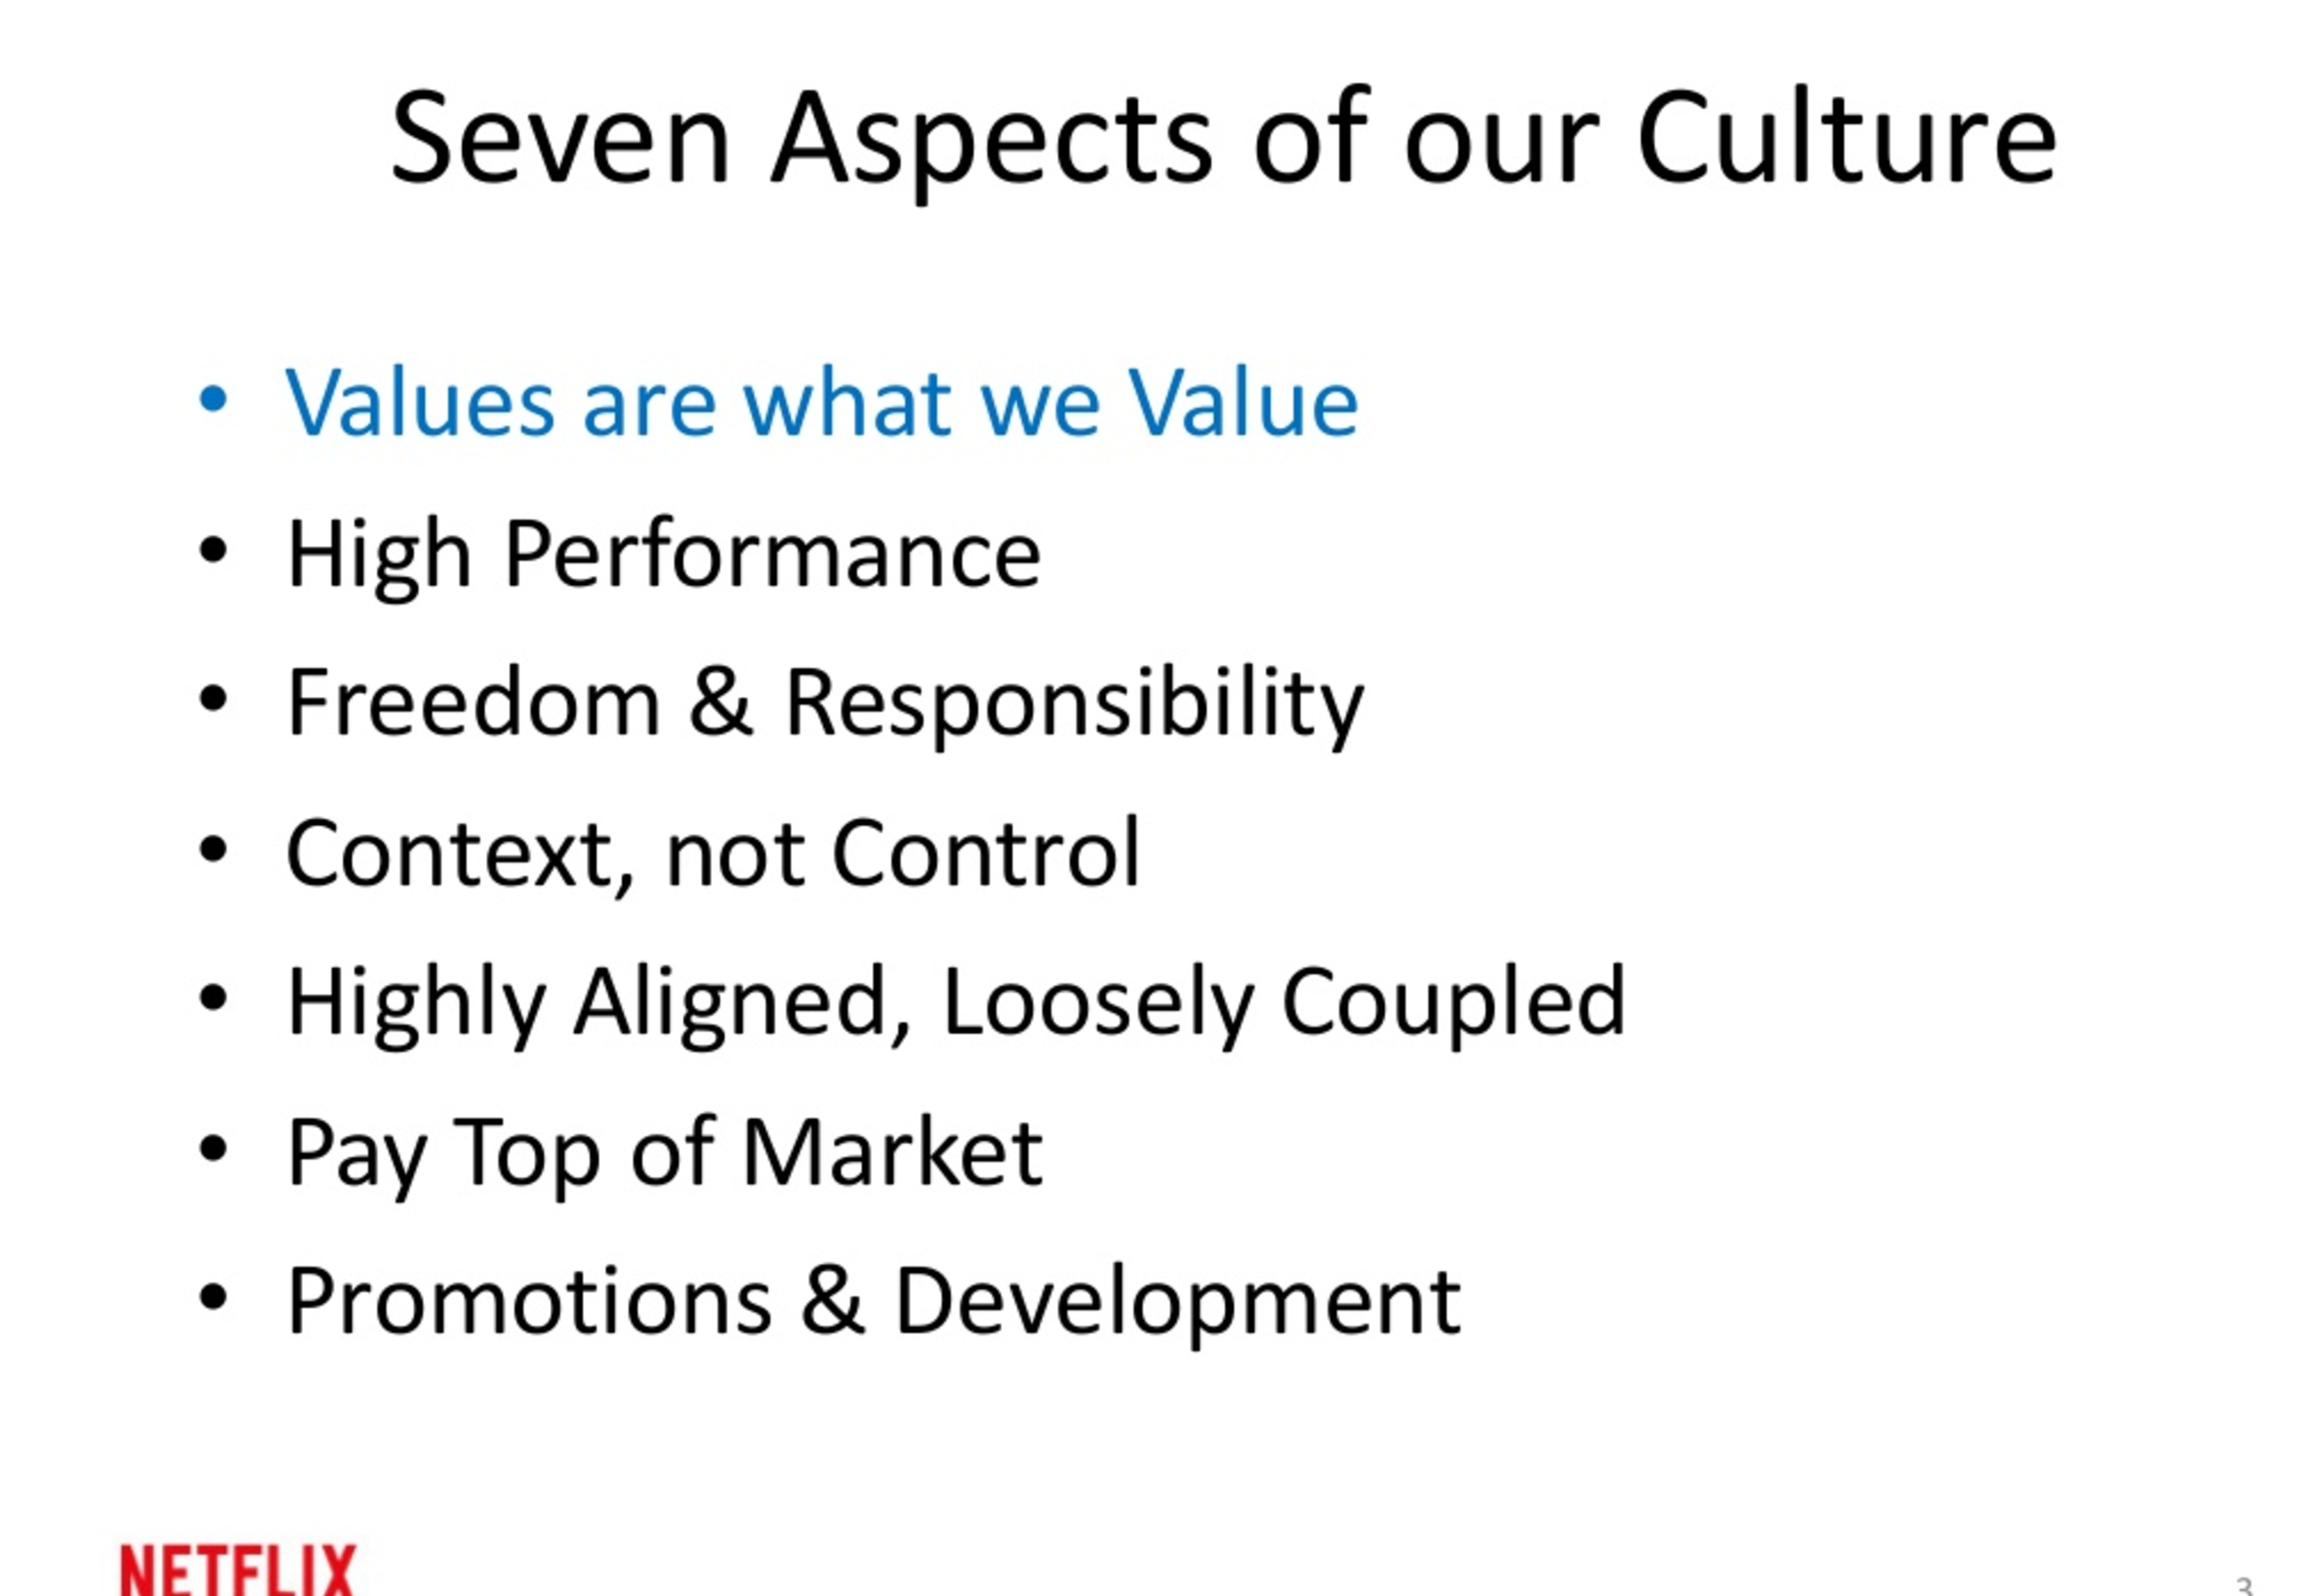 Seven Aspects of our Culture
• Values are what we Value
• High Performance
• Freedom & Responsibility
• Context, not Control
• Highly Aligned, Loosely Coupled
• Pay Top of Market
• Promotions & Development
NETFLIX
3